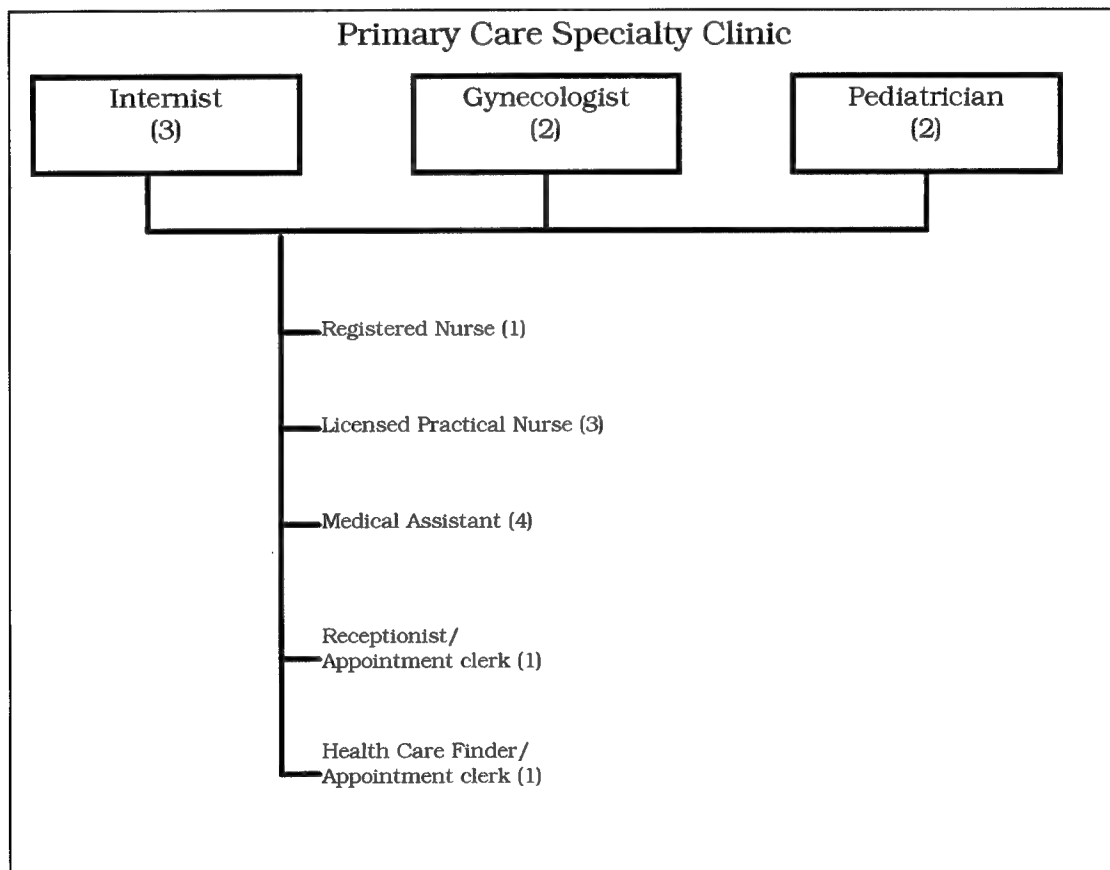 Primary Care Specialty Clinic
Internist
(3)
Gynecologist
(2)
Pediatrician
(2)
Registered Nurse (1)
Licensed Practical Nurse (3)
Medical Assistant (4)
Receptionist/
Appointment clerk (1)
Health Care Finder/
Appointment clerk (1)